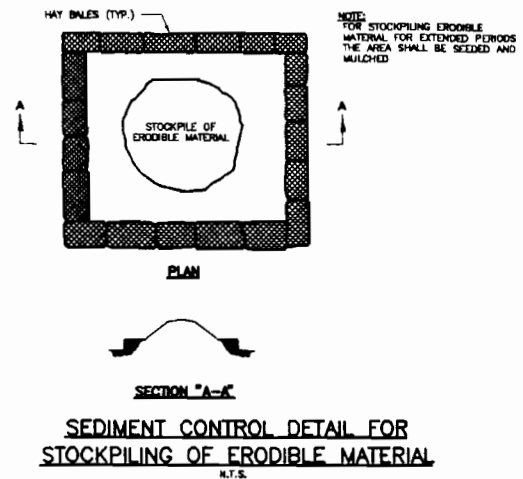 HAY BALES (TYP.)
NOTE:
FOR STOCKPILING ERODIBLE
MATERIAL FOR EXTENDED PERIODS
THE AREA SHALL BE SEEDED AND
MULCHED
A
A
STOCKPILE OF
ERODIBLE MATERIAL
PLAN
SECTION "A-A"
SEDIMENT CONTROL DETAIL FOR
STOCKPILING OF ERODIBLE MATERIAL
N.T.S.